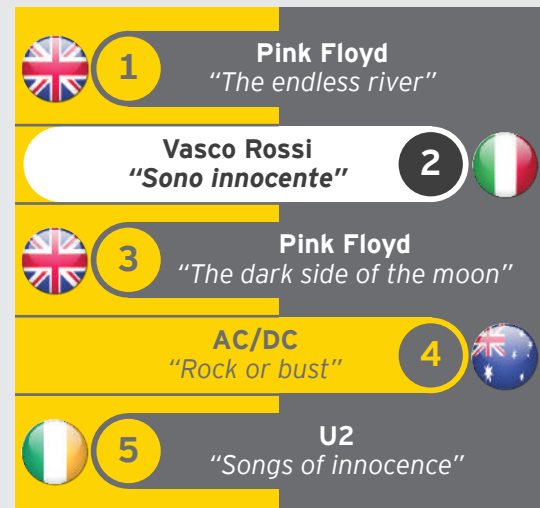 1
Pink Floyd
“The endless river”
Vasco Rossi
“Sono innocente”
2
3
Pink Floyd
“The dark side of the moon”
AC/DC
“Rock or bust”
4
5
U2
“Songs of innocence”